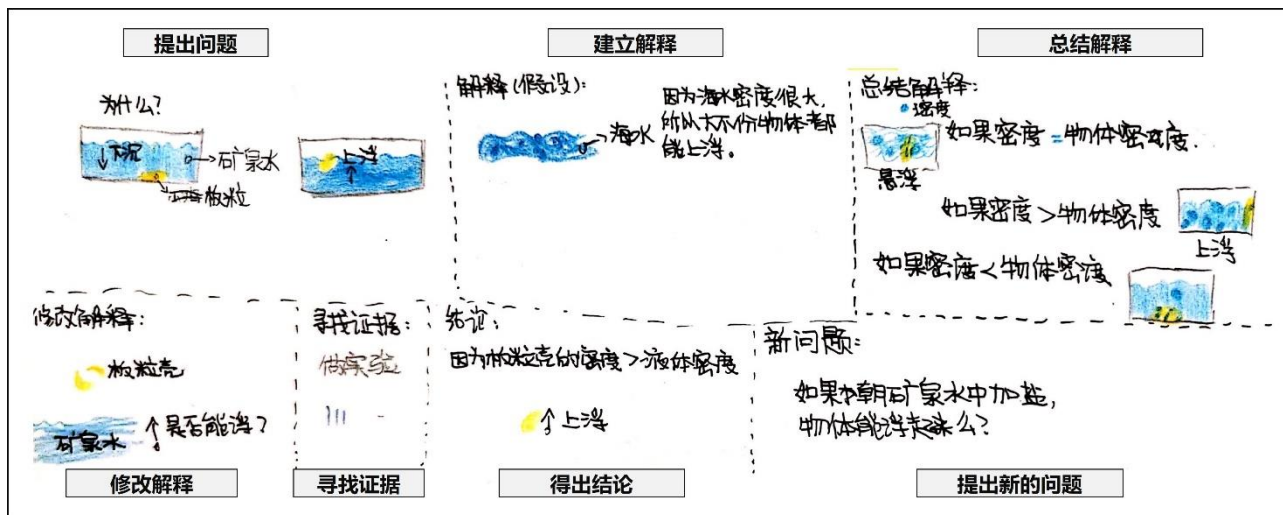 提出问题
为什么?
下沉
矿泉水
板粒
上浮
建立解释
解释(假设):
因为海水密度很大,
所以大不份物体都
能上浮。
海水
总结解释
总结解释:
密度
如果密度=物体密度.
悬浮
如果密度>物体密度
上浮
如果密度<物体密度
修改解释:
板粒壳
矿泉水
是否能浮?
修改解释
寻找证据:
做实验
寻找证据
结论:
因为板粒壳的密度>液体密度
上浮
得出结论
新问题:
如果朝矿泉水中加盐,
物体能浮起来么?
提出新的问题